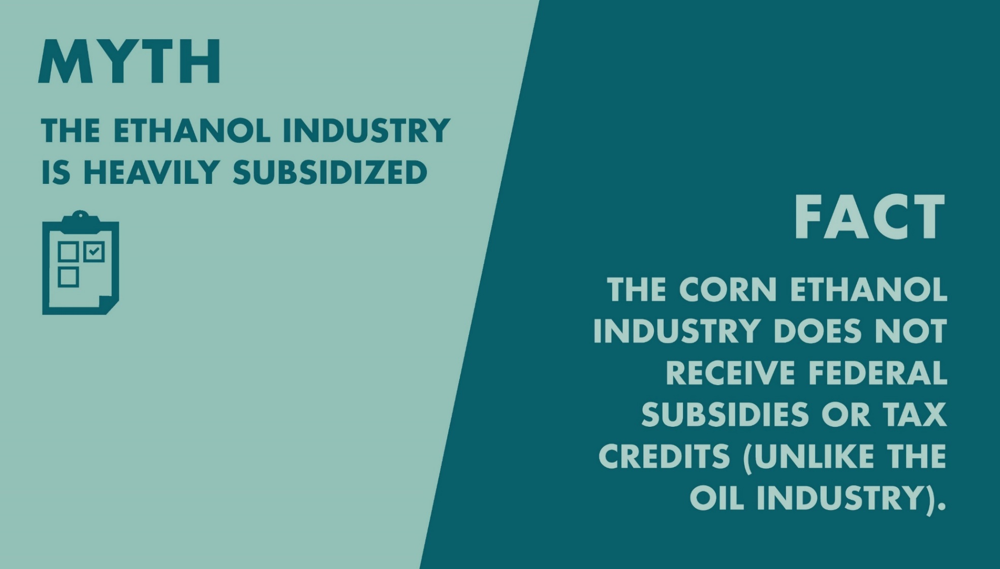 MYTH
THE ETHANOL INDUSTRY
IS HEAVILY SUBSIDIZED
FACT
THE CORN ETHANOL
INDUSTRY DOES NOT
RECEIVE FEDERAL
SUBSIDIES OR TAX
CREDITS (UNLIKE THE
OIL INDUSTRY).